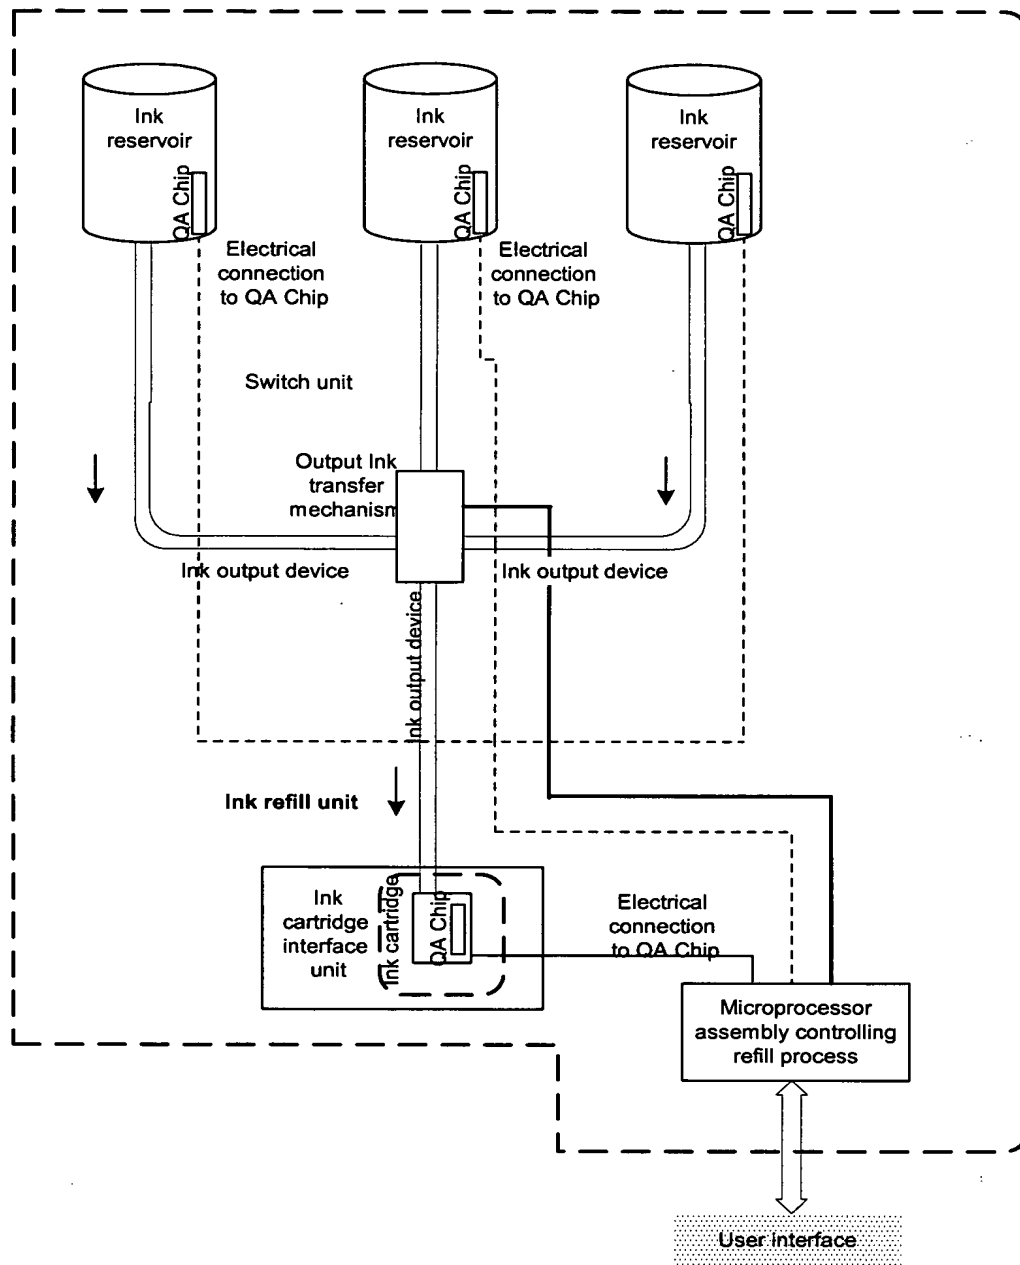 Ink
reservoir
QA Chip
Ink
reservoir
QA Chip
Ink
reservoir
QA Chip
Electrical
connection
to QA Chip
Electrical
connection
to QA Chip
Switch unit
Output Ink
transfer
mechanism
Ink output device
Ink output device
Ink output device
Ink refill unit
Ink
cartridge
interface
unit
Ink cartridge
QA Chip
Electrical
connection
to QA Chip
Microprocessor
assembly controlling
refill process
User interface